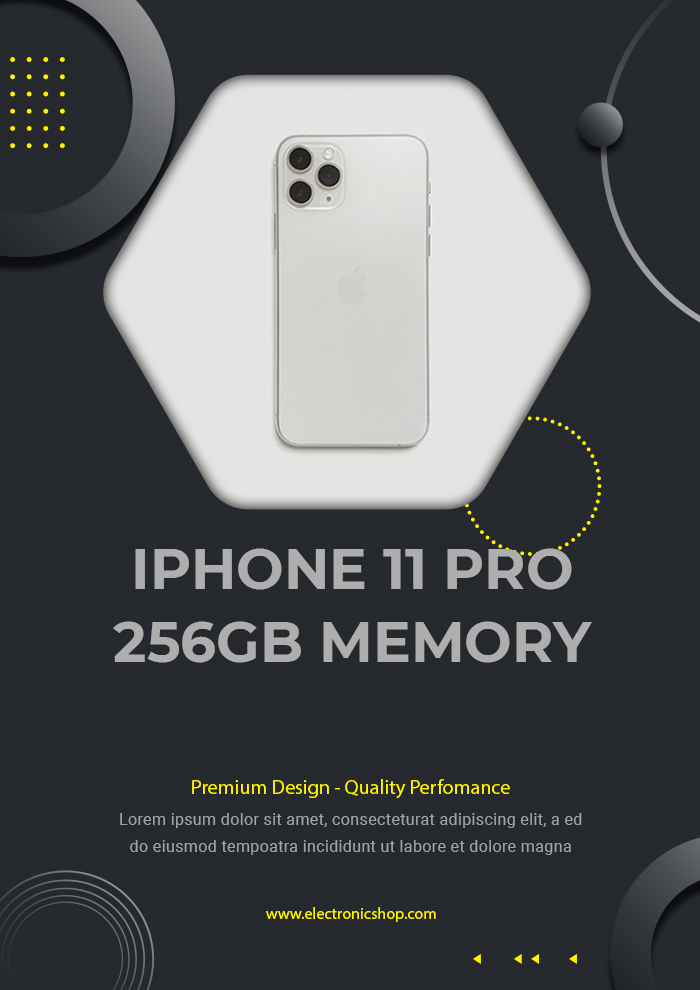 IPHONE 11 PRO
256GB MEMORY
Premium Design - Quality Perfomance
Lorem ipsum dolor sit amet, consecteturat adipiscing elit, a ed
do eiusmod tempoatra incididunt ut labore et dolore magna
www.electronicshop.com